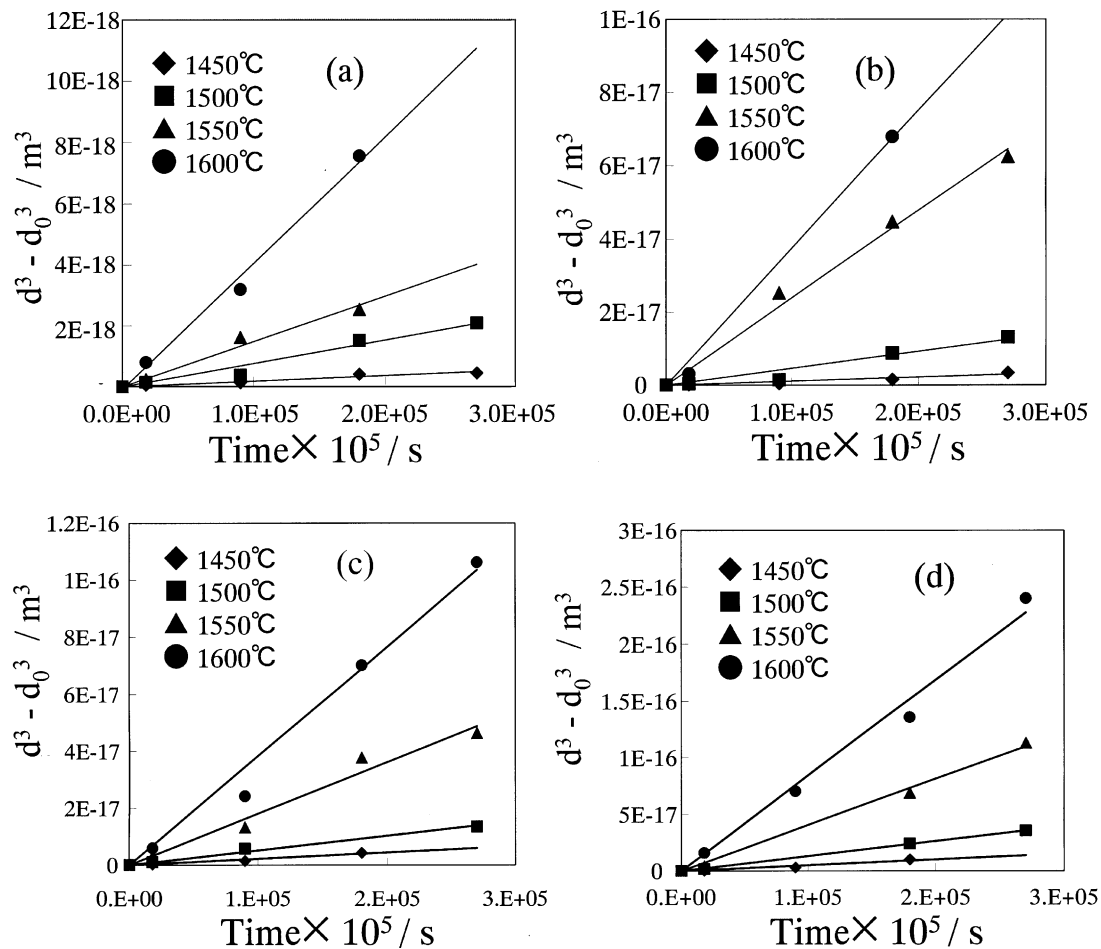 12E-18
10E-18
8E-18
6E-18
4E-18
2E-18
0
d³ - d₀³ / m³
◆ 1450℃
■ 1500℃
▲ 1550℃
● 1600℃
(a)
0.0E+00 1.0E+05 2.0E+05 3.0E+05
Time× 10⁵/ s
1E-16
8E-17
6E-17
4E-17
2E-17
0
d³ - d₀³ / m³
◆ 1450℃
■ 1500℃
▲ 1550℃
● 1600℃
(b)
0.E+00 1.E+05 2.E+05 3.E+05
Time× 10⁵/ s
1.2E-16
1E-16
8E-17
6E-17
4E-17
2E-17
0
d³ - d₀³ / m³
◆ 1450℃
■ 1500℃
▲ 1550℃
● 1600℃
(c)
0.E+00 1.E+05 2.E+05 3.E+05
Time× 10⁵/ s
3E-16
2.5E-16
2E-16
1.5E-16
1E-16
5E-17
0
d³ - d₀³ / m³
◆ 1450℃
■ 1500℃
▲ 1550℃
● 1600℃
(d)
0.E+00 1.E+05 2.E+05 3.E+05
Time× 10⁵/ s